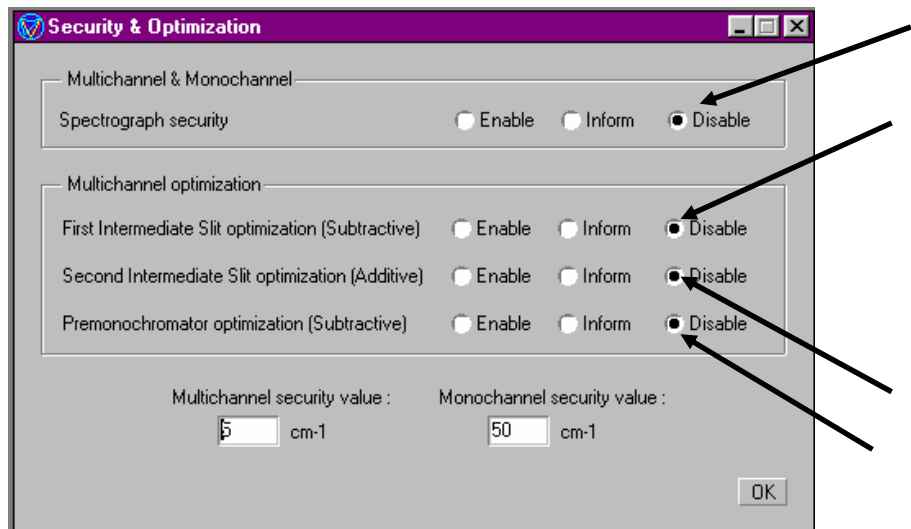 Security & Optimization
Multichannel & Monochannel
Spectrograph security Enable Inform Disable
Multichannel optimization
First Intermediate Slit optimization (Subtractive) Enable Inform Disable
Second Intermediate Slit optimization (Additive) Enable Inform Disable
Premonochromator optimization (Subtractive) Enable Inform Disable
Multichannel security value : Monochannel security value :
5 cm-1 50 cm-1
OK